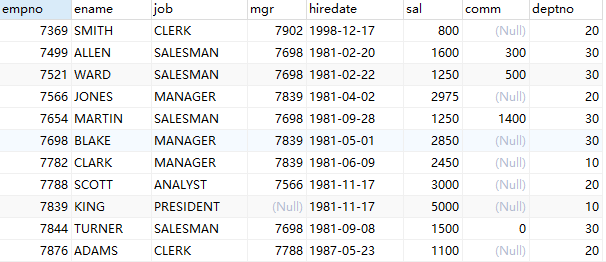 empno ename job mgr hiredate sal comm deptno
7369 SMITH CLERK 7902 1998-12-17 800 (Null) 20
7499 ALLEN SALESMAN 7698 1981-02-20 1600 300 30
7521 WARD SALESMAN 7698 1981-02-22 1250 500 30
7566 JONES MANAGER 7839 1981-04-02 2975 (Null) 20
7654 MARTIN SALESMAN 7698 1981-09-28 1250 1400 30
7698 BLAKE MANAGER 7839 1981-05-01 2850 (Null) 30
7782 CLARK MANAGER 7839 1981-06-09 2450 (Null) 10
7788 SCOTT ANALYST 7566 1981-11-17 3000 (Null) 20
7839 KING PRESIDENT (Null) 1981-11-17 5000 (Null) 10
7844 TURNER SALESMAN 7698 1981-09-08 1500 0 30
7876 ADAMS CLERK 7788 1987-05-23 1100 (Null) 20